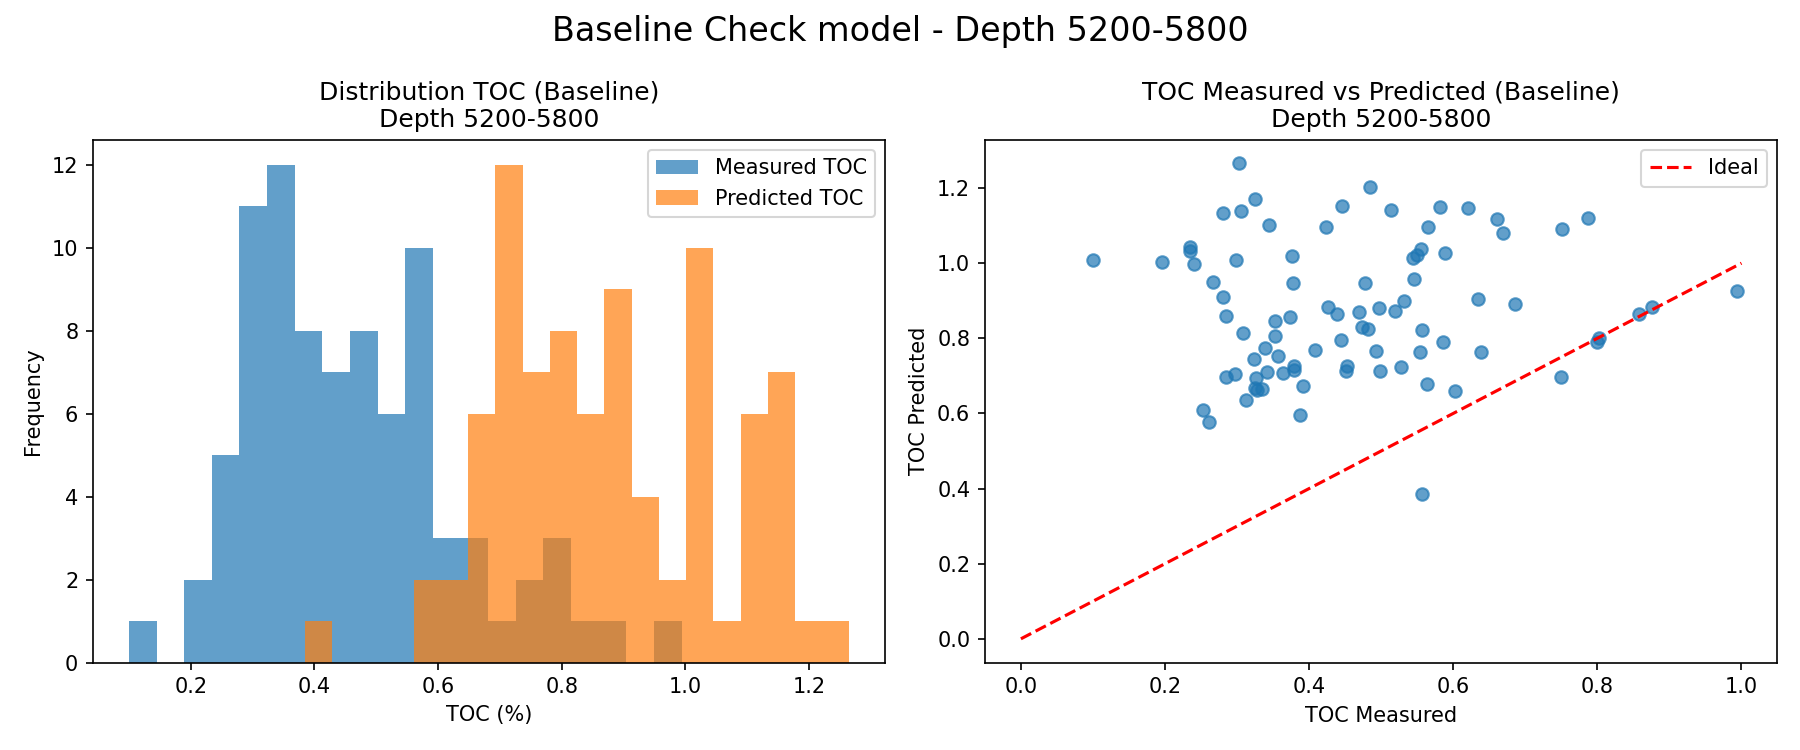 Baseline Check model - Depth 5200-5800
Distribution TOC (Baseline)
Depth 5200-5800
Measured TOC
Predicted TOC
Frequency
12
10
8
6
4
2
0
0.2 0.4 0.6 0.8 1.0 1.2
TOC (%)
TOC Measured vs Predicted (Baseline)
Depth 5200-5800
Ideal
TOC Predicted
1.2
1.0
0.8
0.6
0.4
0.2
0.0
0.0 0.2 0.4 0.6 0.8 1.0
TOC Measured